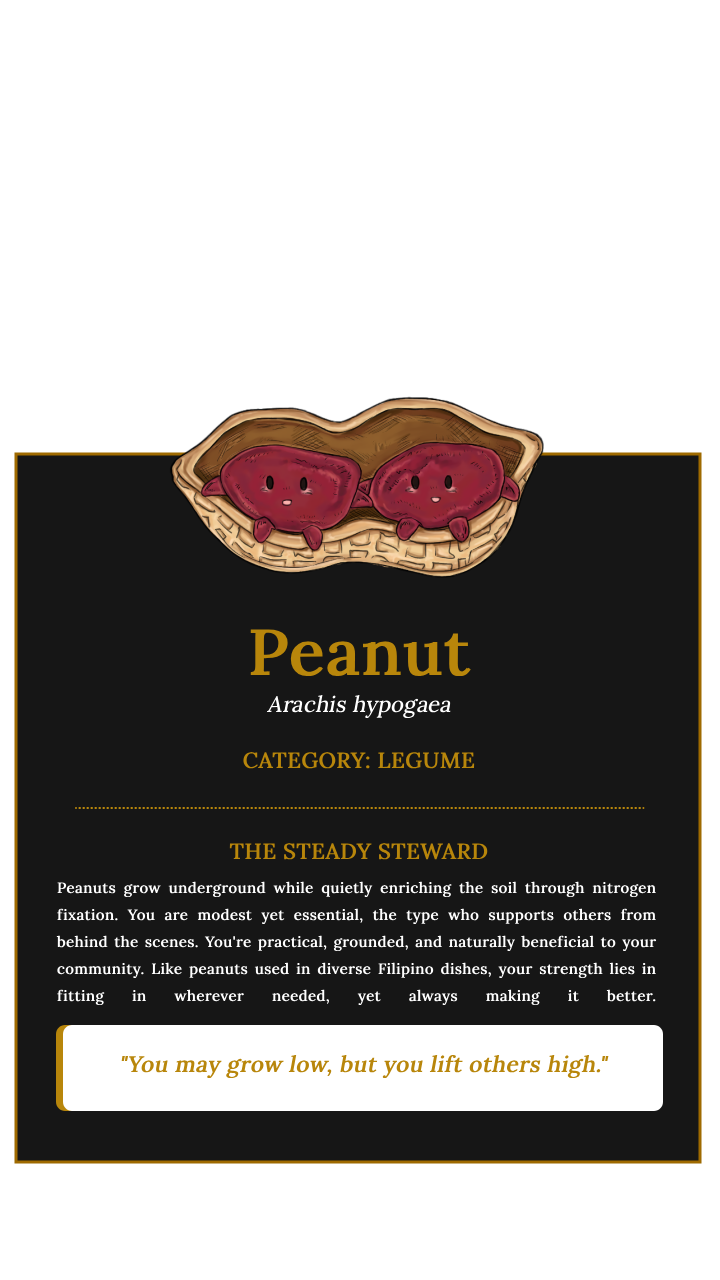 Peanut
Arachis hypogaea
CATEGORY: LEGUME
THE STEADY STEWARD
Peanuts grow underground while quietly enriching the soil through nitrogen
fixation. You are modest yet essential, the type who supports others from
behind the scenes. You're practical, grounded, and naturally beneficial to your
community. Like peanuts used in diverse Filipino dishes, your strength lies in
fitting in wherever needed, yet always making it better.
"You may grow low, but you lift others high."